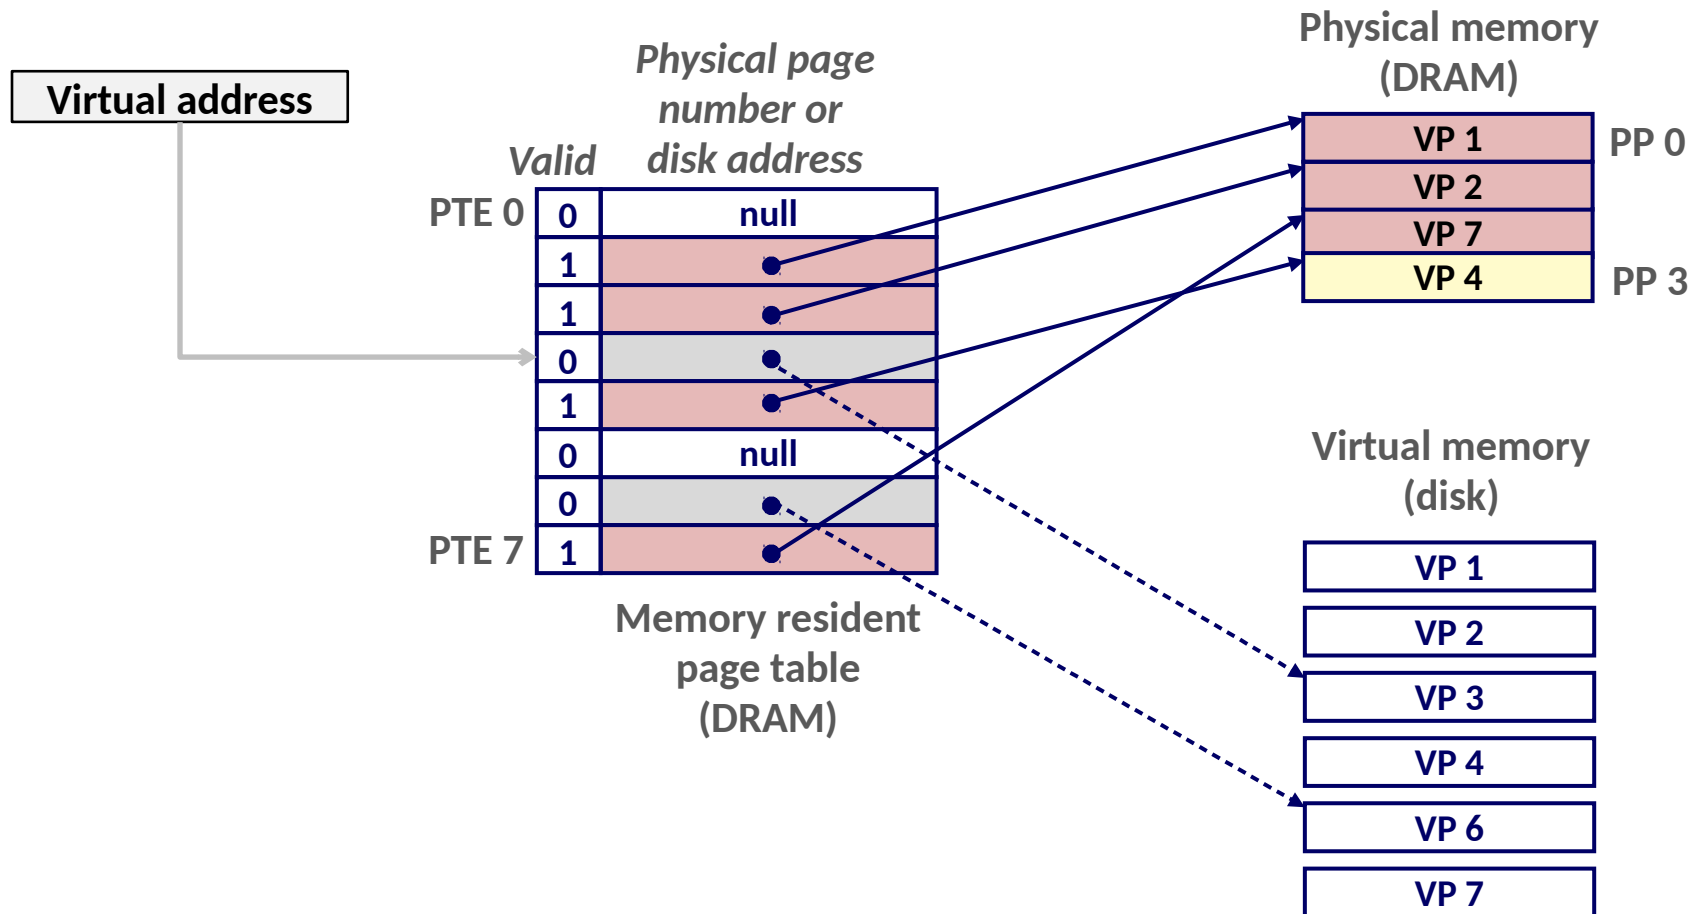 Virtual address
Physical page
number or
disk address
Valid
PTE 0
0
null
1
1
0
1
0
null
0
PTE 7
1
Memory resident
page table
(DRAM)
Physical memory
(DRAM)
VP 1
PP 0
VP 2
VP 7
VP 4
PP 3
Virtual memory
(disk)
VP 1
VP 2
VP 3
VP 4
VP 6
VP 7